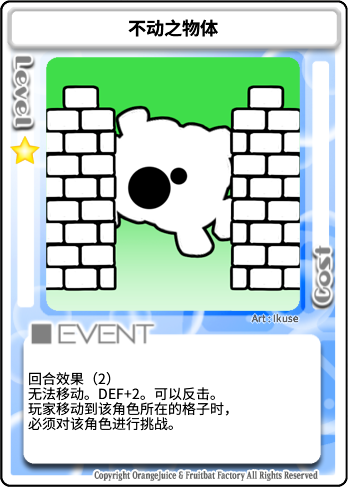 不动之物体
Level
Cost
Art : Ikuse
EVENT
回合效果（2）
无法移动。DEF+2。可以反击。
玩家移动到该角色所在的格子时，
必须对该角色进行挑战。
Copyright OrangeJuice & Fruitbat Factory All Rights Reserved